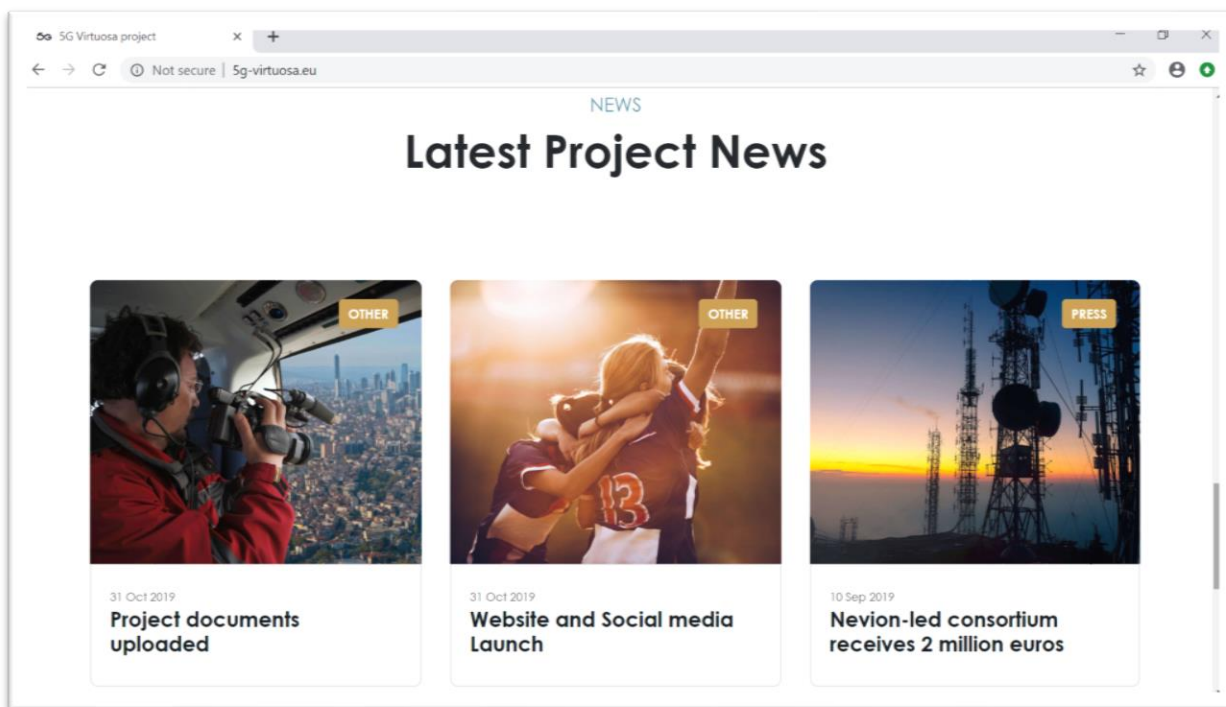 5G 5G Virtuosa project
Not secure | 5g-virtuosa.eu
NEWS
Latest Project News
OTHER
OTHER
PRESS
13
31 Oct 2019
Project documents
uploaded
31 Oct 2019
Website and Social media
Launch
10 Sep 2019
Nevion-led consortium
receives 2 million euros